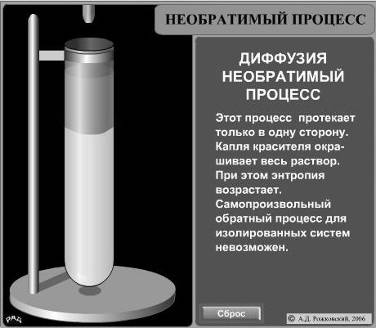 НЕОБРАТИМЫЙ ПРОЦЕСС
ДИФФУЗИЯ
НЕОБРАТИМЫЙ
ПРОЦЕСС
Этот процесс протекает
только в одну сторону.
Капля красителя окра-
шивает весь раствор.
При этом энтропия
возрастает.
Самопроизвольный
обратный процесс для
изолированных систем
невозможен.
Сброс
© А.Д. Рожковский, 2006